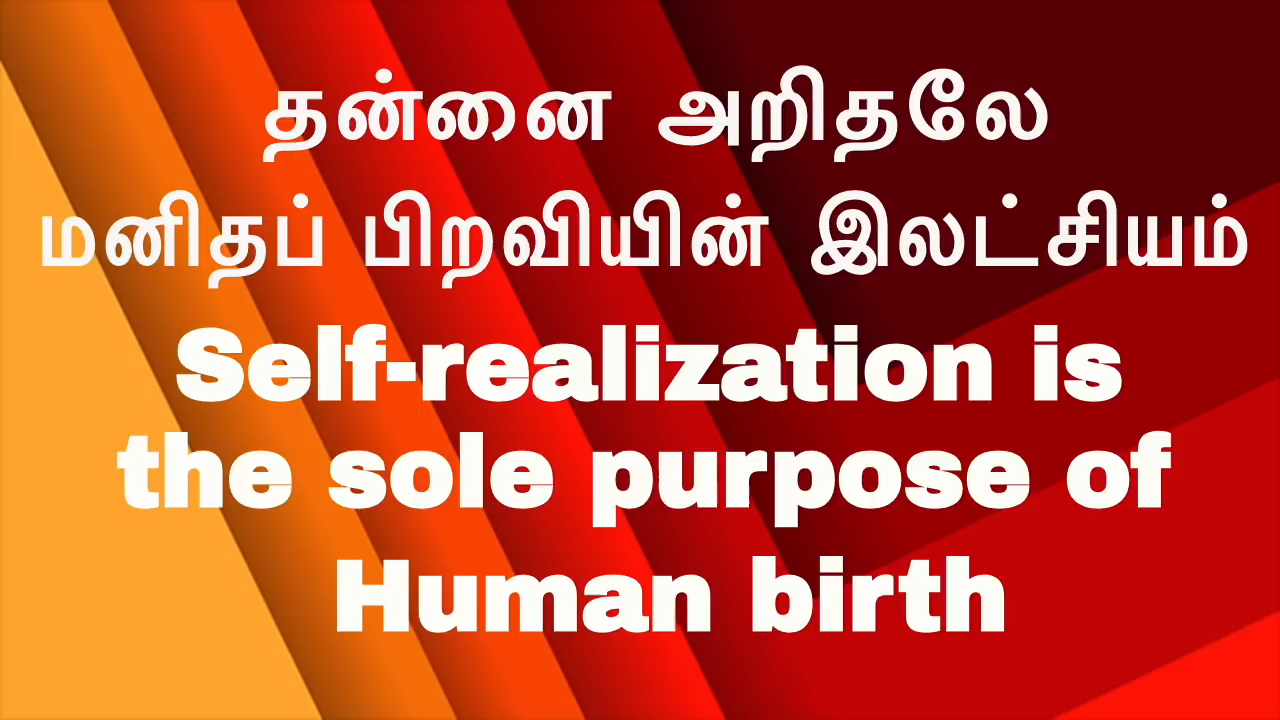 தன்னை அறிதலே
மனிதப் பிறவியின் இலட்சியம்
Self-realization is
the sole purpose of
Human birth